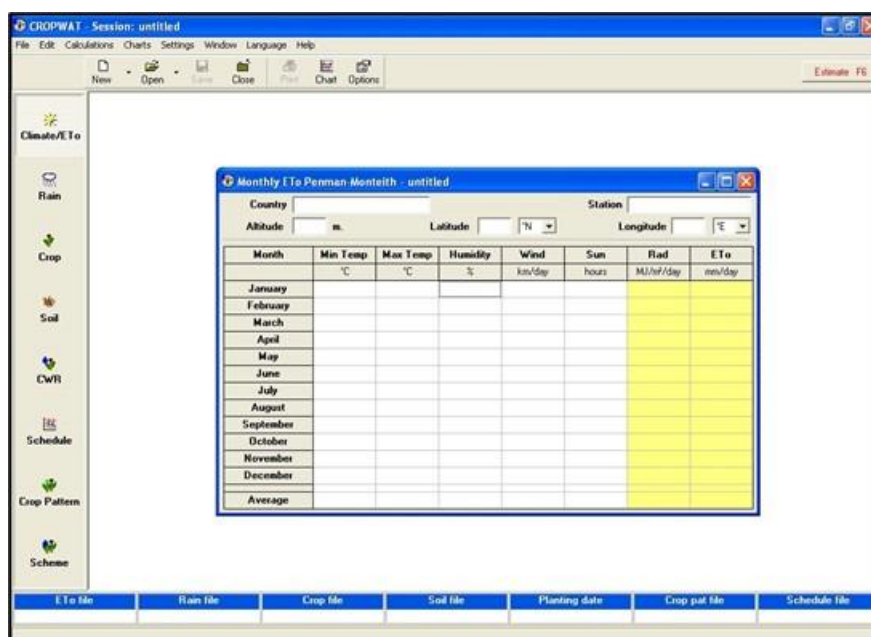 CROPWAT - Session: untitled
File Edit Calculations Charts Settings Window Language Help
New Open Save Close Print Chart Options Estimate F6
Climate/ETo
Rain
Crop
Soil
CWR
Schedule
Crop Pattern
Scheme
Monthly ETo Penman-Monteith - untitled
Country Station
Altitude m. Latitude °N Longitude °E
Month Min Temp Max Temp Humidity Wind Sun Rad ETo
°C °C % km/day hours MJ/m²/day mm/day
January
February
March
April
May
June
July
August
September
October
November
December
Average
ETo file Rain file Crop file Soil file Planting date Crop pat file Schedule file